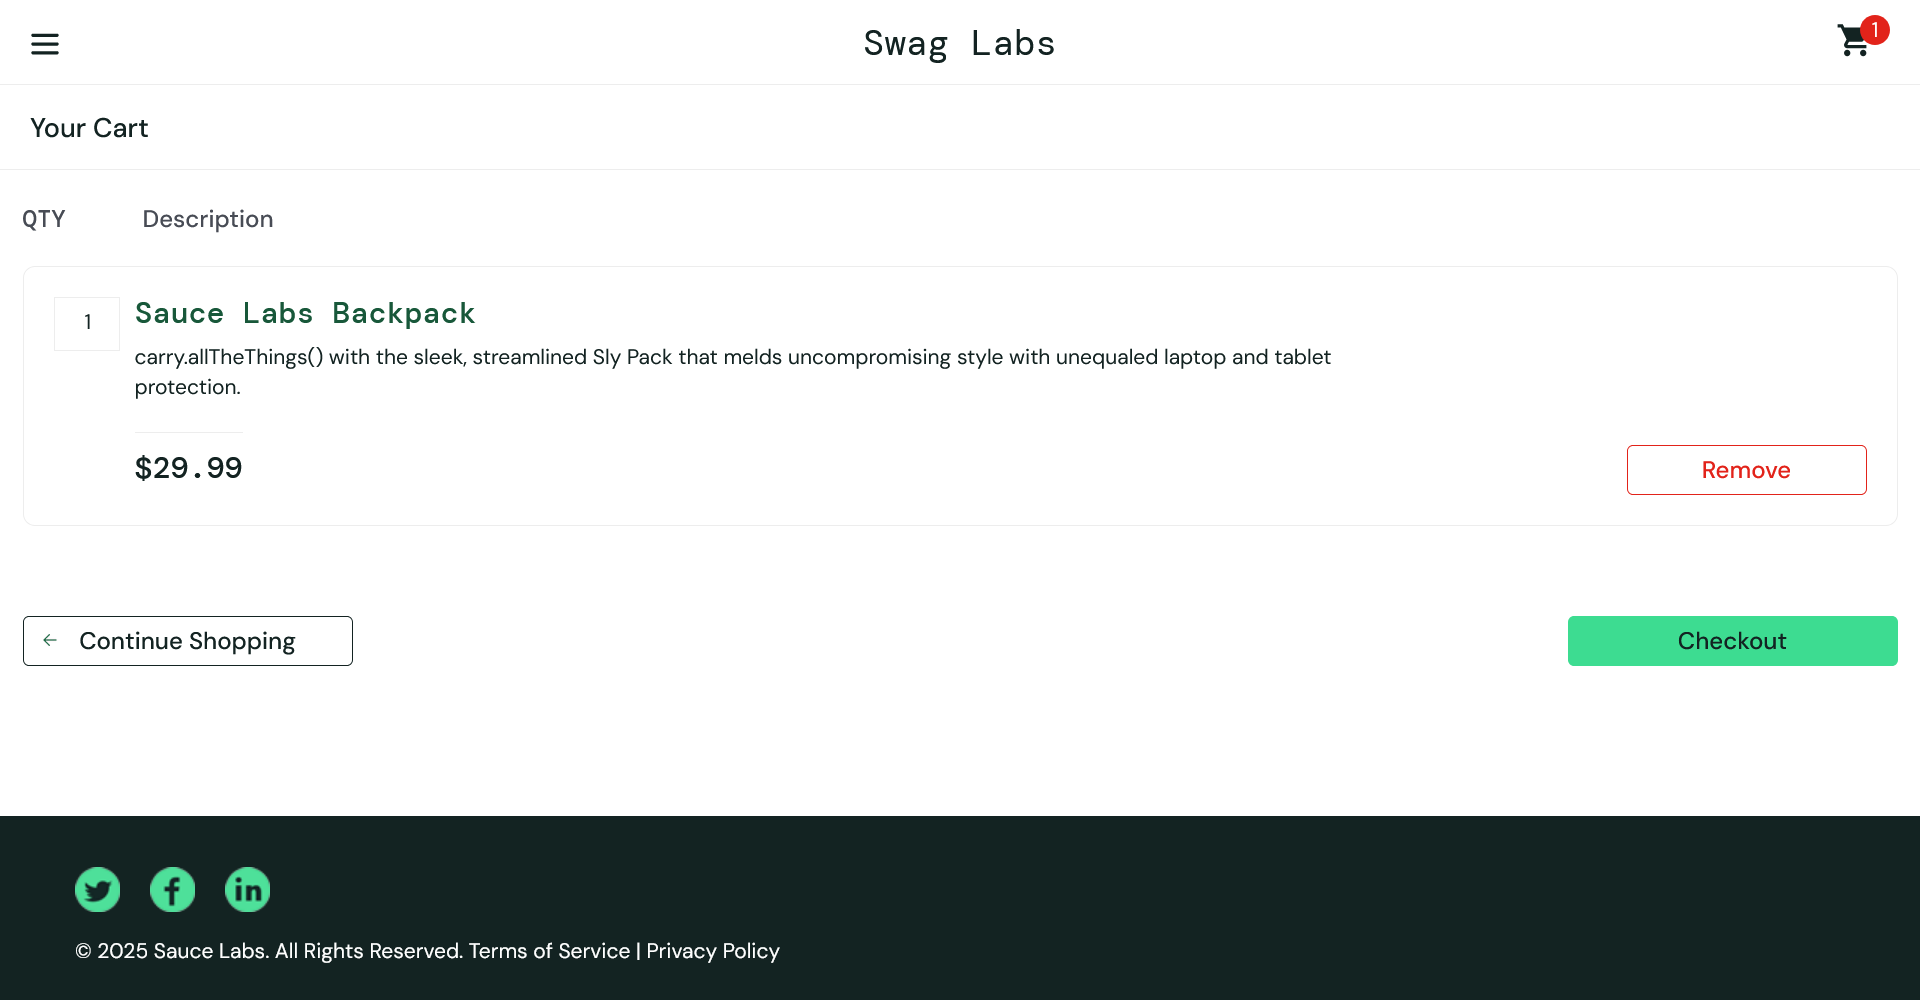 Swag Labs
1
Your Cart
QTY Description
1
Sauce Labs Backpack
carry.allTheThings() with the sleek, streamlined Sly Pack that melds uncompromising style with unequaled laptop and tablet
protection.
$29.99
Remove
Continue Shopping
Checkout
© 2025 Sauce Labs. All Rights Reserved. Terms of Service | Privacy Policy